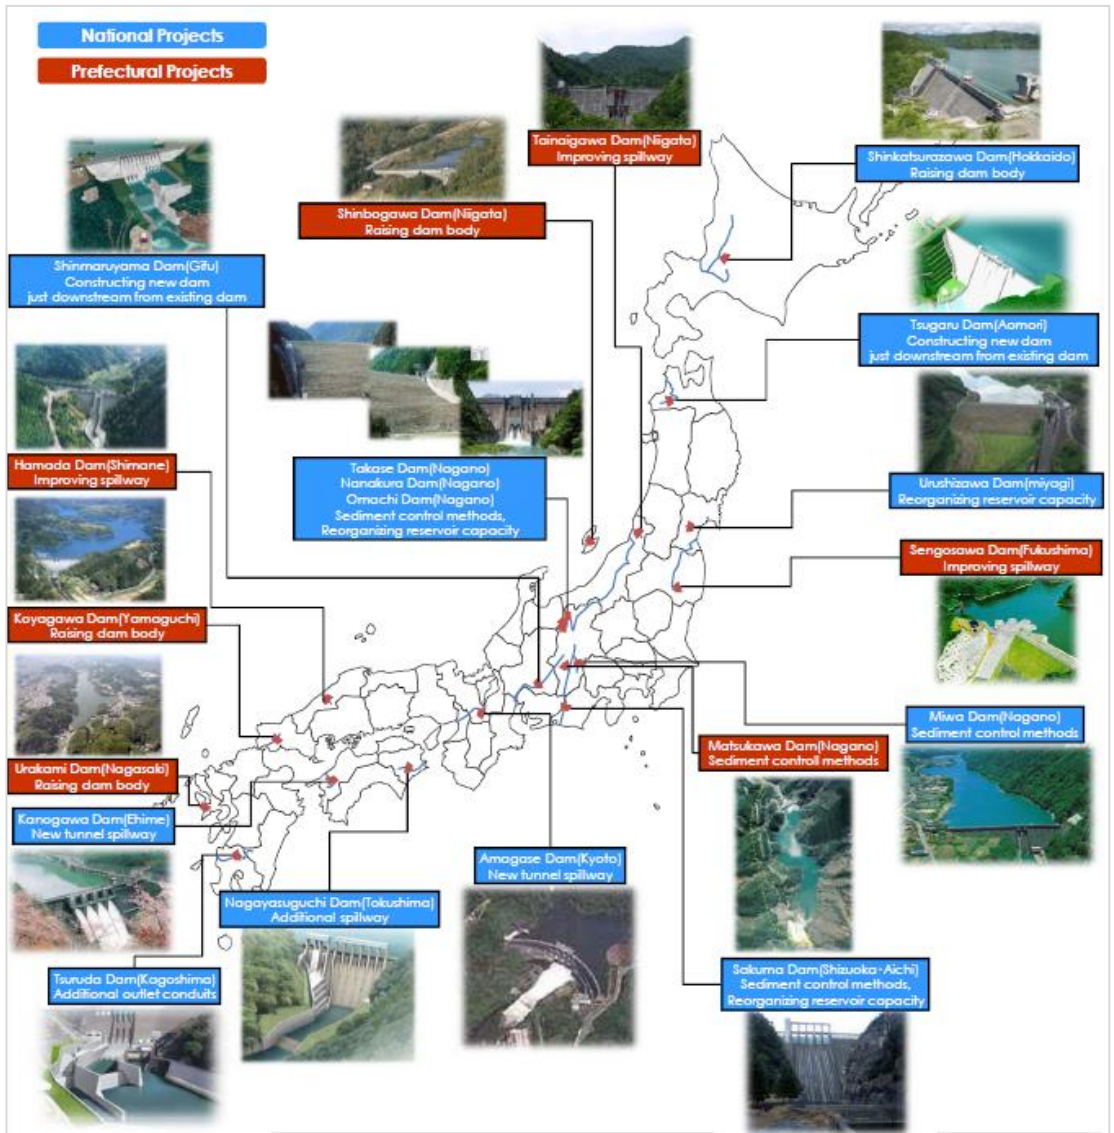 National Projects
Prefectural Projects
Tainaigawa Dam(Niigata)
Improving spillway
Shinkatsurazawa Dam(Hokkaido)
Raising dam body
Shinbogawa Dam(Niigata)
Raising dam body
Shinmaruyama Dam(Gifu)
Constructing new dam
just downstream from existing dam
Tsugaru Dam(Aomori)
Constructing new dam
just downstream from existing dam
Hamada Dam(Shimane)
Improving spillway
Takase Dam(Nagano)
Nanakura Dam(Nagano)
Omachi Dam(Nagano)
Sediment control methods,
Reorganizing reservoir capacity
Urushizawa Dam(miyagi)
Reorganizing reservoir capacity
Sengosawa Dam(Fukushima)
Improving spillway
Koyagawa Dam(Yamaguchi)
Raising dam body
Miwa Dam(Nagano)
Sediment control methods
Matsukawa Dam(Nagano)
Sediment controll methods
Urakami Dam(Nagasaki)
Raising dam body
Kanogawa Dam(Ehime)
New tunnel spillway
Amagase Dam(Kyoto)
New tunnel spillway
Nagayasuguchi Dam(Tokushima)
Additional spillway
Tsuruda Dam(Kagoshima)
Additional outlet conduits
Sakuma Dam(Shizuoka·Aichi)
Sediment control methods,
Reorganizing reservoir capacity